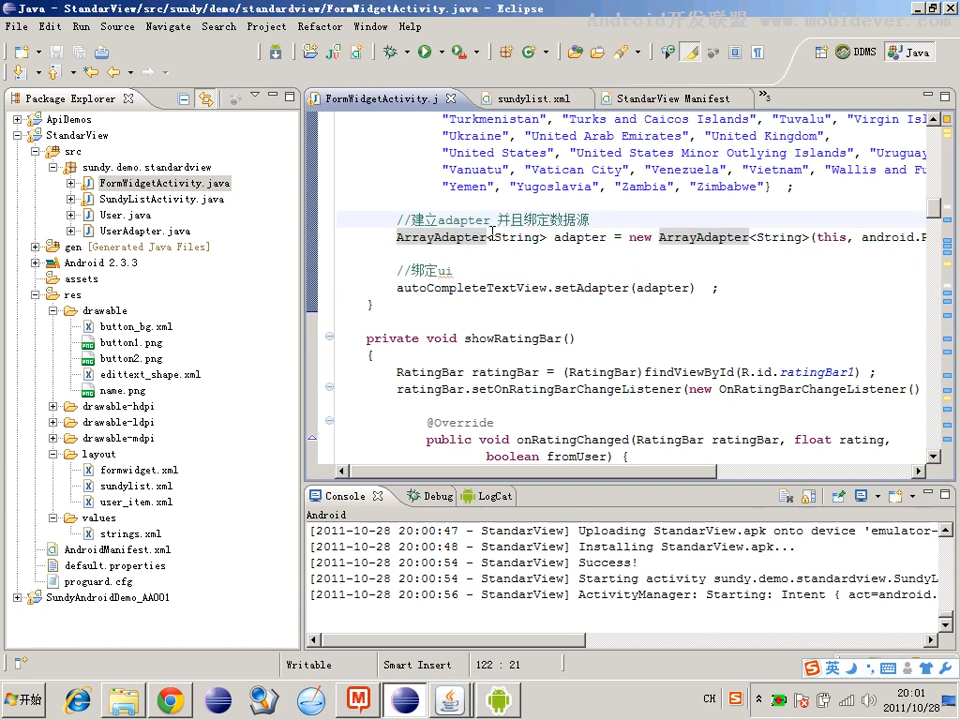 Java - StandarView/src/sundy/demo/standardview/FormWidgetActivity.java - Eclipse
Android开发联盟 www.mobidever.com
File Edit Run Source Navigate Search Project Refactor Window Help
DDMS Java
Package Explorer
FormWidgetActivity.j sundylist.xml StandarView Manifest »5
ApiDemos
StandarView
src
sundy.demo.standardview
FormWidgetActivity.java
SundyListActivity.java
User.java
UserAdapter.java
gen [Generated Java Files]
Android 2.3.3
assets
res
drawable
button_bg.xml
button1.png
button2.png
edittext_shape.xml
name.png
drawable-hdpi
drawable-ldpi
drawable-mdpi
layout
formwidget.xml
sundylist.xml
user_item.xml
values
strings.xml
AndroidManifest.xml
default.properties
proguard.cfg
SundyAndroidDemo_AA001
"Turkmenistan", "Turks and Caicos Islands", "Tuvalu", "Virgin Isl
"Ukraine", "United Arab Emirates", "United Kingdom",
"United States", "United States Minor Outlying Islands", "Uruguay
"Vanuatu", "Vatican City", "Venezuela", "Vietnam", "Wallis and Fu
"Yemen", "Yugoslavia", "Zambia", "Zimbabwe"} ;
//建立adapter 并且绑定数据源
ArrayAdapter<String> adapter = new ArrayAdapter<String>(this, android.R
//绑定ui
autoCompleteTextView.setAdapter(adapter) ;
}
private void showRatingBar()
{
RatingBar ratingBar = (RatingBar)findViewById(R.id.ratingBar1) ;
ratingBar.setOnRatingBarChangeListener(new OnRatingBarChangeListener()
@Override
public void onRatingChanged(RatingBar ratingBar, float rating,
boolean fromUser) {
Console Debug LogCat
Android
[2011-10-28 20:00:47 - StandarView] Uploading StandarView.apk onto device 'emulator-
[2011-10-28 20:00:48 - StandarView] Installing StandarView.apk...
[2011-10-28 20:00:54 - StandarView] Success!
[2011-10-28 20:00:54 - StandarView] Starting activity sundy.demo.standardview.SundyL
[2011-10-28 20:00:56 - StandarView] ActivityManager: Starting: Intent { act=android.
Writable Smart Insert 122 : 21
英
开始
CH
20:01
2011/10/28